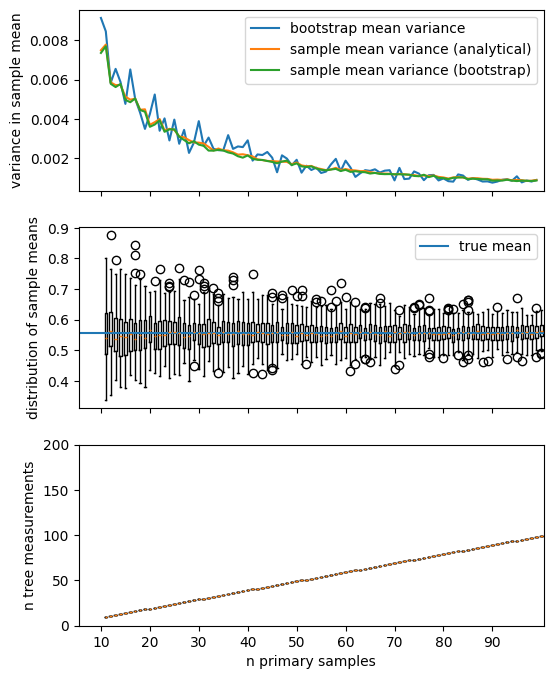 variance in sample mean
0.008
0.006
0.004
0.002
bootstrap mean variance
sample mean variance (analytical)
sample mean variance (bootstrap)
distribution of sample means
0.9
0.8
0.7
0.6
0.5
0.4
true mean
n tree measurements
200
150
100
50
0
10 20 30 40 50 60 70 80 90
n primary samples